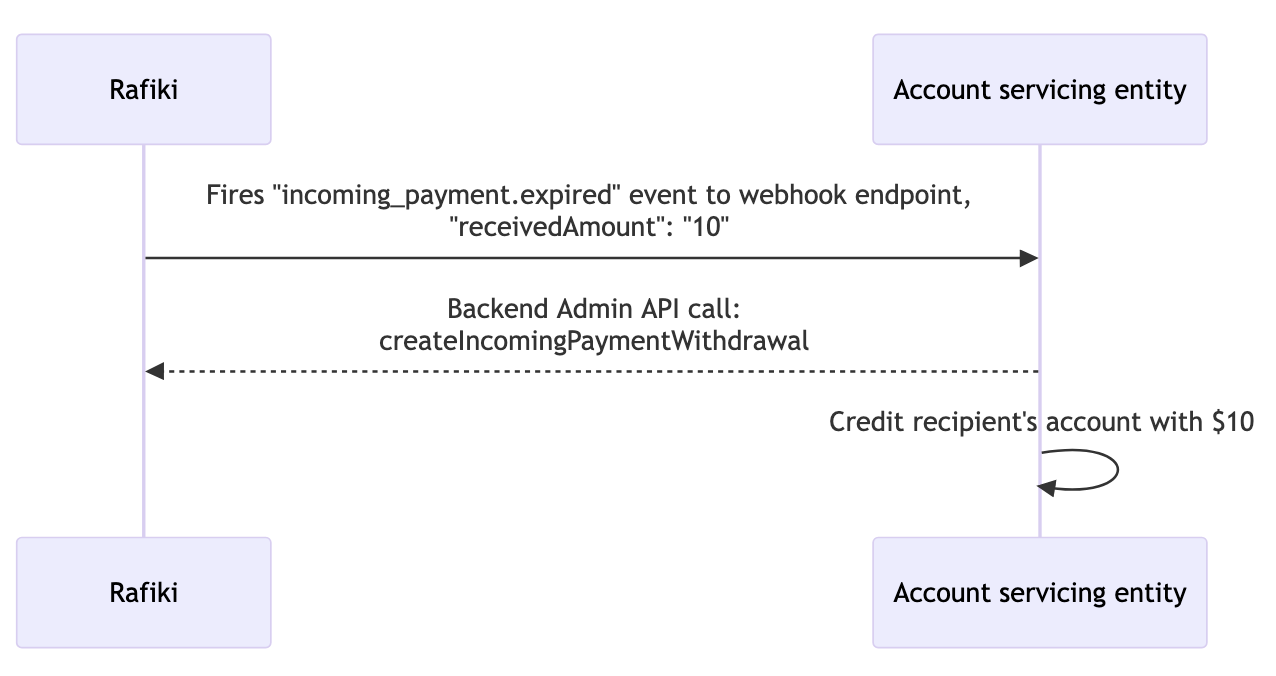 Rafiki
Account servicing entity
Fires "incoming_payment.expired" event to webhook endpoint,
"receivedAmount": "10"
Backend Admin API call:
createIncomingPaymentWithdrawal
Credit recipient's account with $10
Rafiki
Account servicing entity